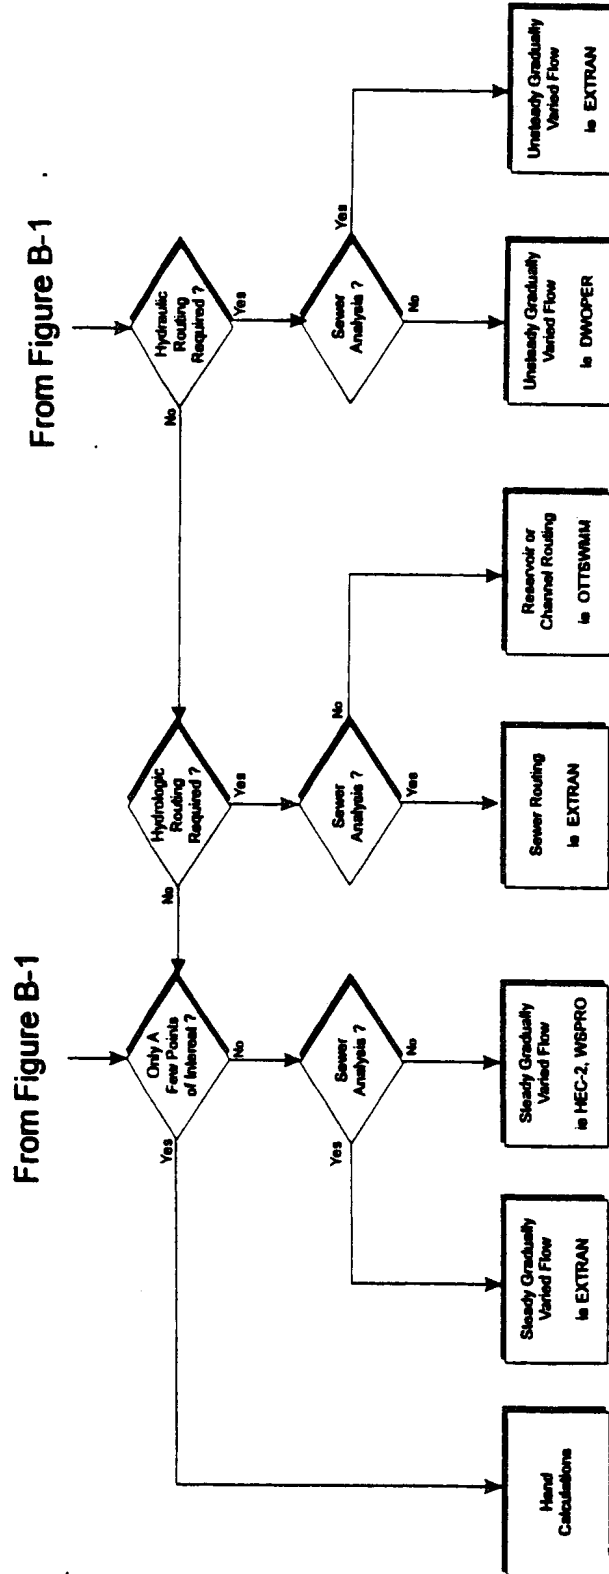 From Figure B-1
From Figure B-1
Only A
Few Points
of Interest ?
Yes
No
Hydrologic
Routing
Required ?
No
Yes
Hydraulic
Routing
Required ?
No
Yes
Sewer
Analysis ?
Yes
No
Sewer
Analysis ?
No
Yes
Sewer
Analysis ?
Yes
No
Hand
Calculations
Steady Gradually
Varied Flow
ie EXTRAN
Steady Gradually
Varied Flow
ie HEC-2, WSPRO
Sewer Routing
ie EXTRAN
Reservoir or
Channel Routing
ie OTTSWMM
Unsteady Gradually
Varied Flow
ie DWOPER
Unsteady Gradually
Varied Flow
ie EXTRAN